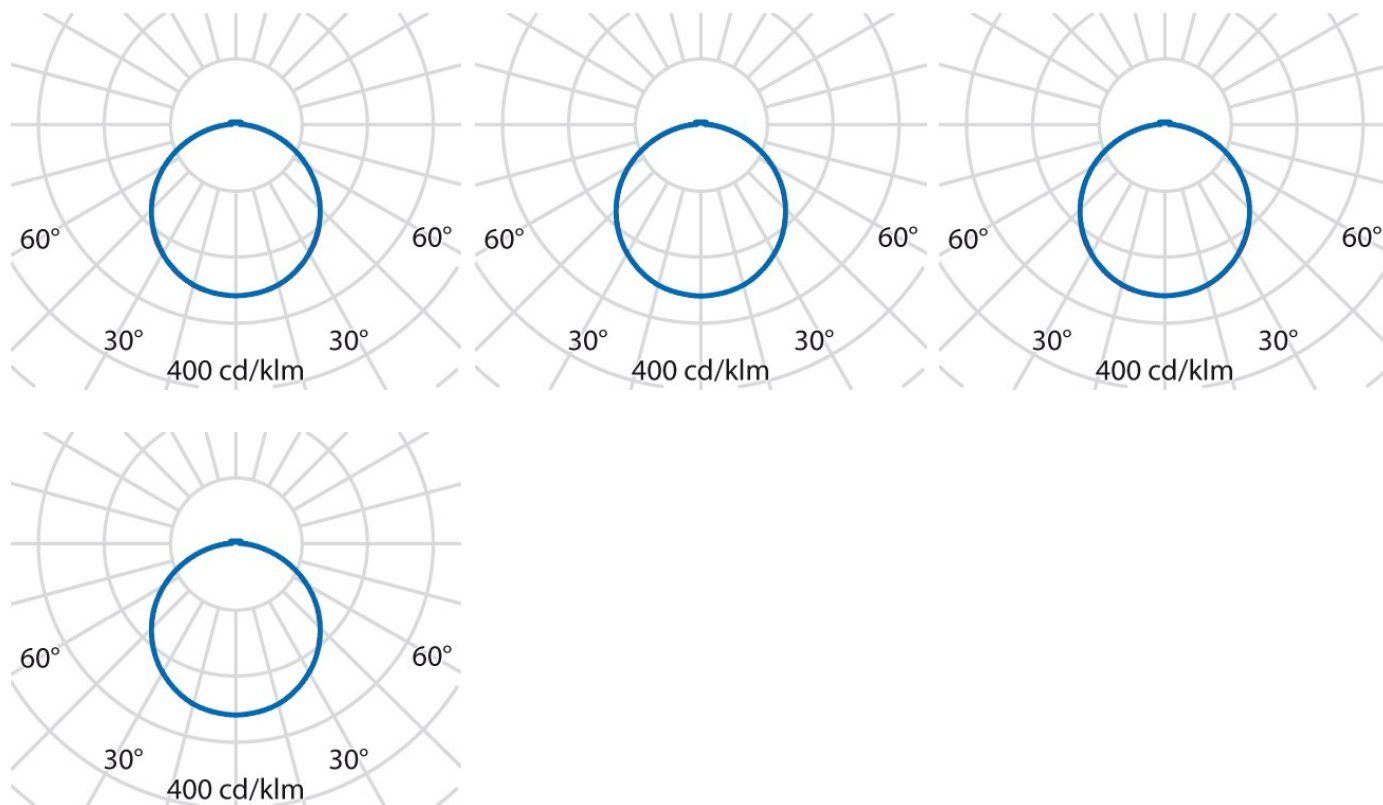 60° 60° 60° 60° 60° 60°
30° 30° 30° 30° 30° 30°
400 cd/klm 400 cd/klm 400 cd/klm
60° 60°
30° 30°
400 cd/klm